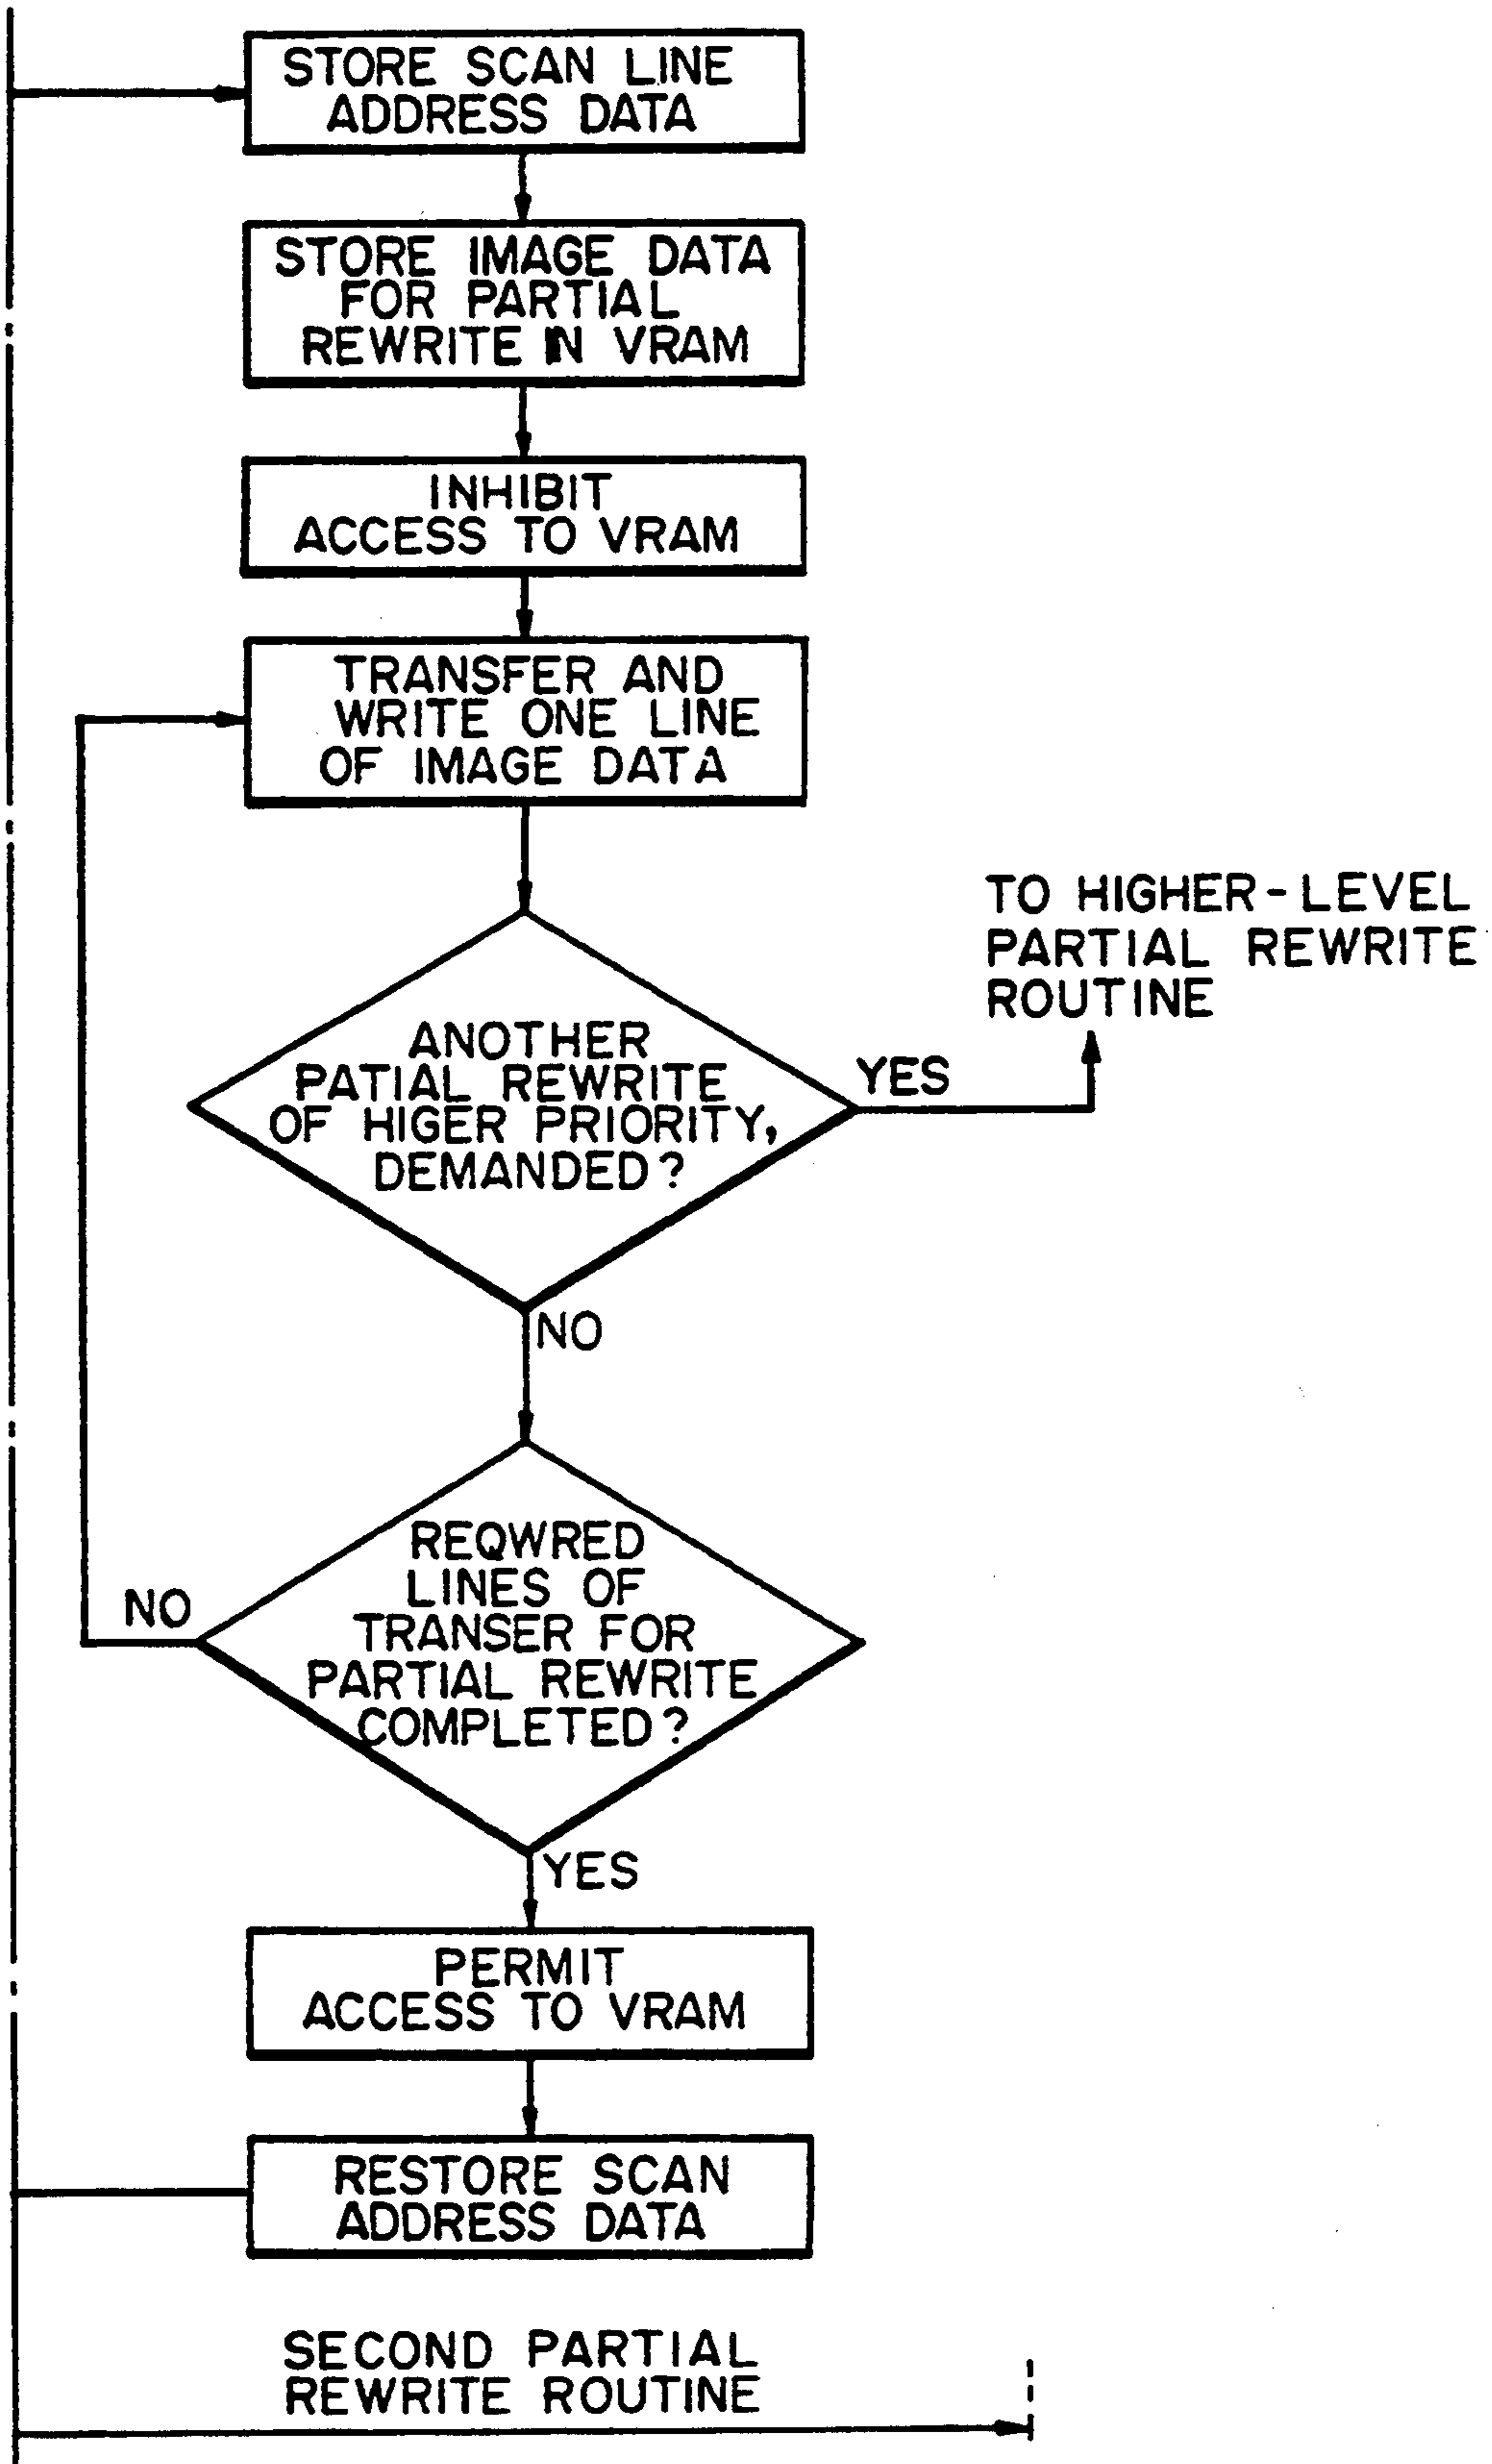 STORE SCAN LINE
ADDRESS DATA
STORE IMAGE DATA
FOR PARTIAL
REWRITE IN VRAM
INHIBIT
ACCESS TO VRAM
TRANSFER AND
WRITE ONE LINE
OF IMAGE DATA
TO HIGHER-LEVEL
PARTIAL REWRITE
ROUTINE
ANOTHER
PATIAL REWRITE
OF HIGER PRIORITY,
DEMANDED?
YES
NO
REQWRED
LINES OF
TRANSER FOR
PARTIAL REWRITE
COMPLETED?
NO
YES
PERMIT
ACCESS TO VRAM
RESTORE SCAN
ADDRESS DATA
SECOND PARTIAL
REWRITE ROUTINE